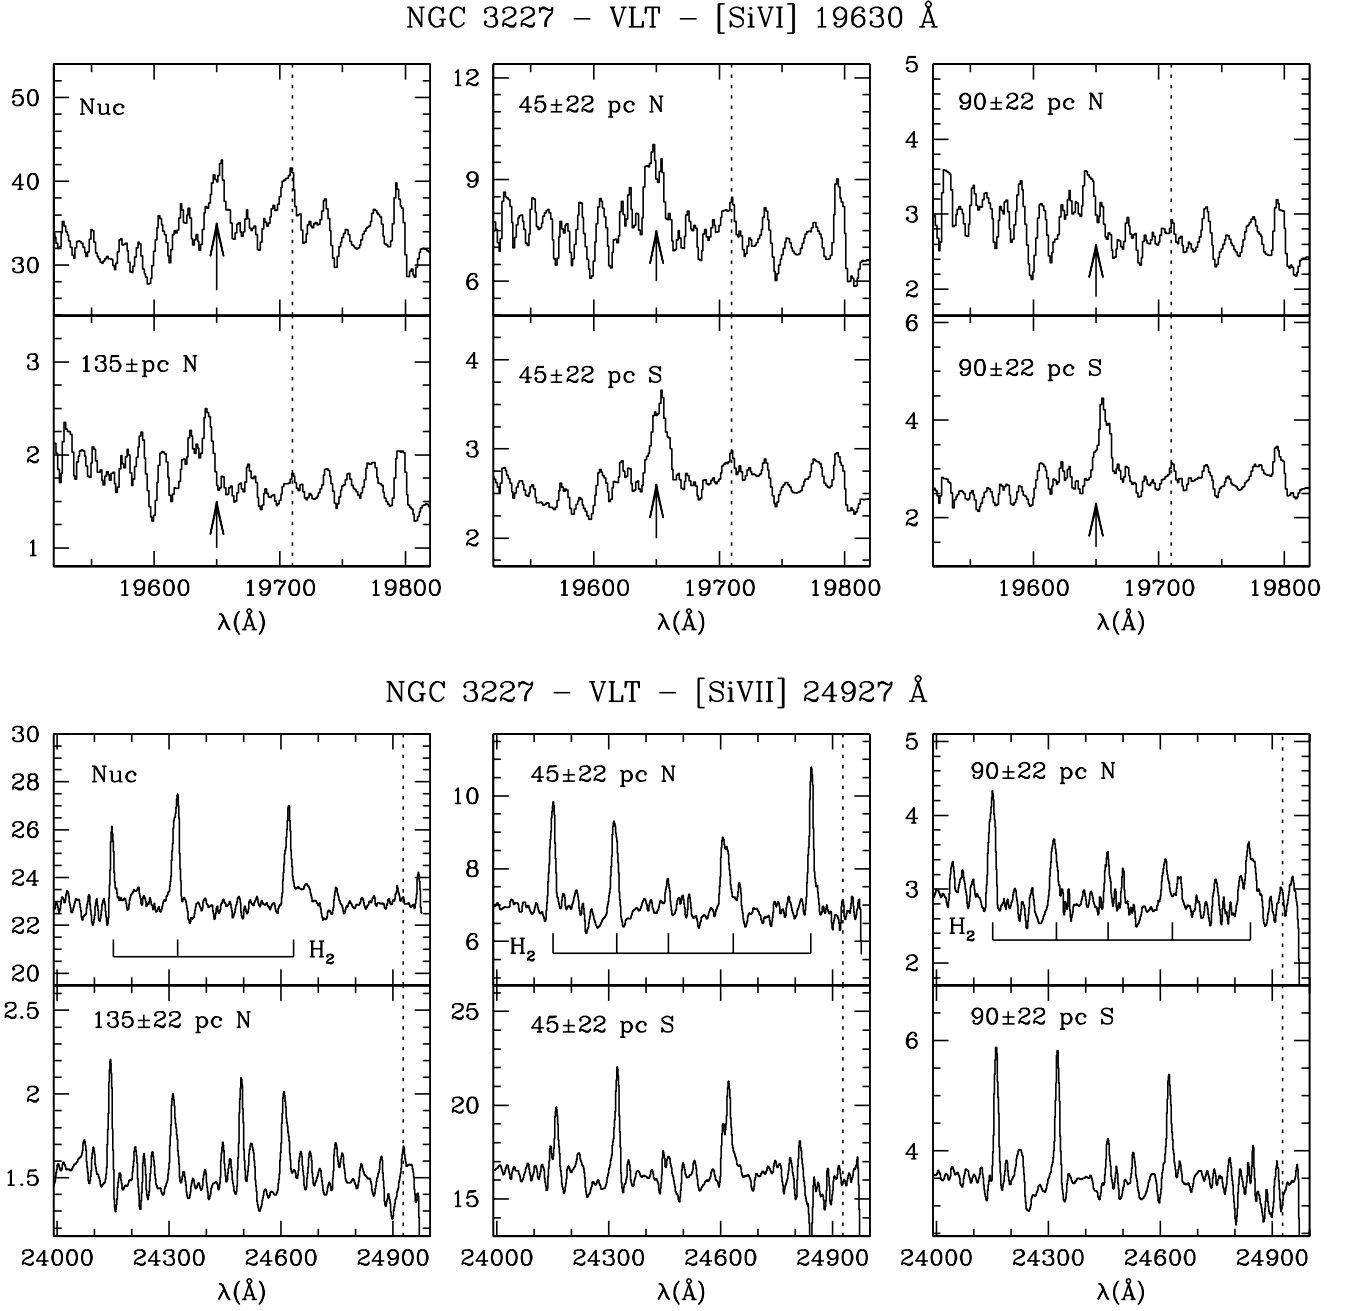 NGC 3227 − VLT − [SiVI] 19630 Å
50
40
30
Nuc
12
9
6
45±22 pc N
5
4
3
2
90±22 pc N
3
2
1
135±pc N
4
3
2
45±22 pc S
6
4
2
90±22 pc S
19600 19700 19800
19600 19700 19800
19600 19700 19800
λ(Å) λ(Å) λ(Å)
NGC 3227 − VLT − [SiVII] 24927 Å
30
28
26
24
22
20
Nuc
H2
10
8
6
45±22 pc N
H2
5
4
3
2
90±22 pc N
H2
2.5
2
1.5
135±22 pc N
25
20
15
45±22 pc S
6
4
90±22 pc S
24000 24300 24600 24900
24000 24300 24600 24900
24000 24300 24600 24900
λ(Å) λ(Å) λ(Å)